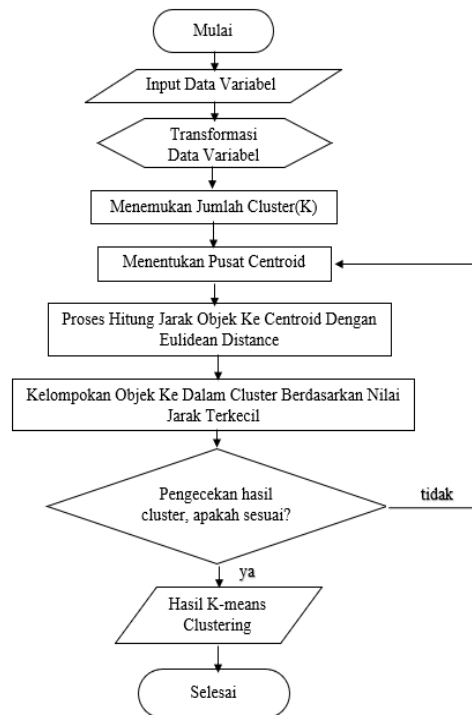 Mulai
Input Data Variabel
Transformasi
Data Variabel
Menemukan Jumlah Cluster(K)
Menentukan Pusat Centroid
Proses Hitung Jarak Objek Ke Centroid Dengan
Eulidean Distance
Kelompokan Objek Ke Dalam Cluster Berdasarkan Nilai
Jarak Terkecil
Pengecekan hasil
cluster, apakah sesuai?
tidak
ya
Hasil K-means
Clustering
Selesai